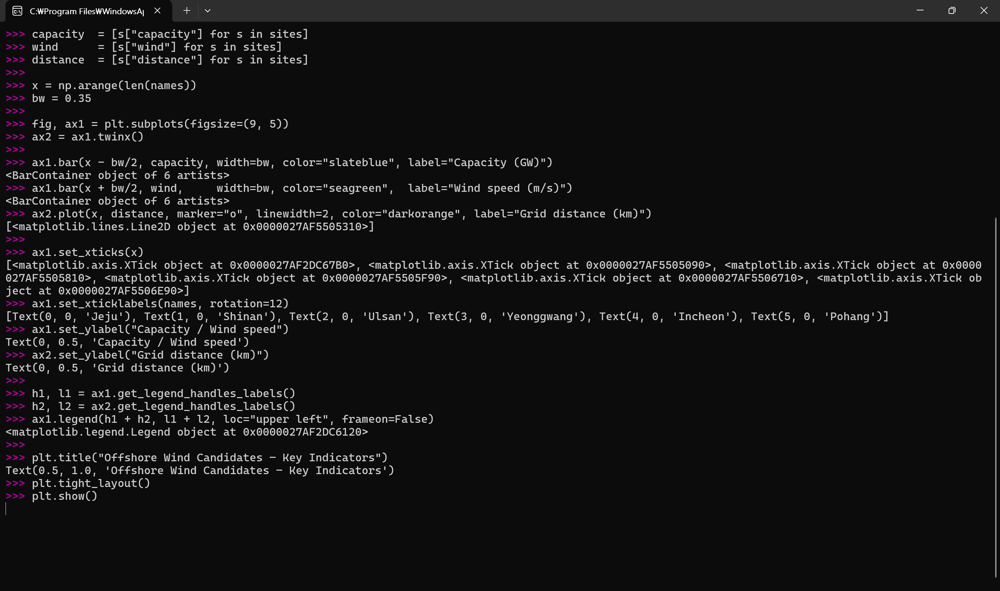 C:₩Program Files₩WindowsAp
>>> capacity  = [s["capacity"] for s in sites]
>>> wind      = [s["wind"] for s in sites]
>>> distance  = [s["distance"] for s in sites]
>>>
>>> x = np.arange(len(names))
>>> bw = 0.35
>>>
>>> fig, ax1 = plt.subplots(figsize=(9, 5))
>>> ax2 = ax1.twinx()
>>>
>>> ax1.bar(x - bw/2, capacity, width=bw, color="slateblue", label="Capacity (GW)")
<BarContainer object of 6 artists>
>>> ax1.bar(x + bw/2, wind,     width=bw, color="seagreen",  label="Wind speed (m/s)")
<BarContainer object of 6 artists>
>>> ax2.plot(x, distance, marker="o", linewidth=2, color="darkorange", label="Grid distance (km)")
[<matplotlib.lines.Line2D object at 0x0000027AF5505310>]
>>>
>>> ax1.set_xticks(x)
[<matplotlib.axis.XTick object at 0x0000027AF2DC67B0>, <matplotlib.axis.XTick object at 0x0000027AF5505090>, <matplotlib.axis.XTick object at 0x0000
027AF5505810>, <matplotlib.axis.XTick object at 0x0000027AF5505F90>, <matplotlib.axis.XTick object at 0x0000027AF5506710>, <matplotlib.axis.XTick ob
ject at 0x0000027AF5506E90>]
>>> ax1.set_xticklabels(names, rotation=12)
[Text(0, 0, 'Jeju'), Text(1, 0, 'Shinan'), Text(2, 0, 'Ulsan'), Text(3, 0, 'Yeonggwang'), Text(4, 0, 'Incheon'), Text(5, 0, 'Pohang')]
>>> ax1.set_ylabel("Capacity / Wind speed")
Text(0, 0.5, 'Capacity / Wind speed')
>>> ax2.set_ylabel("Grid distance (km)")
Text(0, 0.5, 'Grid distance (km)')
>>>
>>> h1, l1 = ax1.get_legend_handles_labels()
>>> h2, l2 = ax2.get_legend_handles_labels()
>>> ax1.legend(h1 + h2, l1 + l2, loc="upper left", frameon=False)
<matplotlib.legend.Legend object at 0x0000027AF2DC6120>
>>>
>>> plt.title("Offshore Wind Candidates – Key Indicators")
Text(0.5, 1.0, 'Offshore Wind Candidates – Key Indicators')
>>> plt.tight_layout()
>>> plt.show()